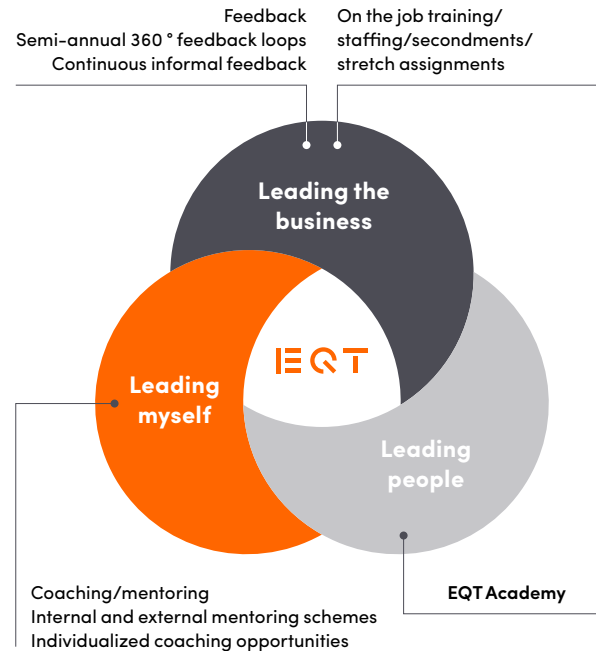 Feedback
Semi-annual 360 ° feedback loops
Continuous informal feedback
On the job training/
staffing/secondments/
stretch assignments
Leading the
business
EQT
Leading
myself
Leading
people
Coaching/mentoring
Internal and external mentoring schemes
Individualized coaching opportunities
EQT Academy